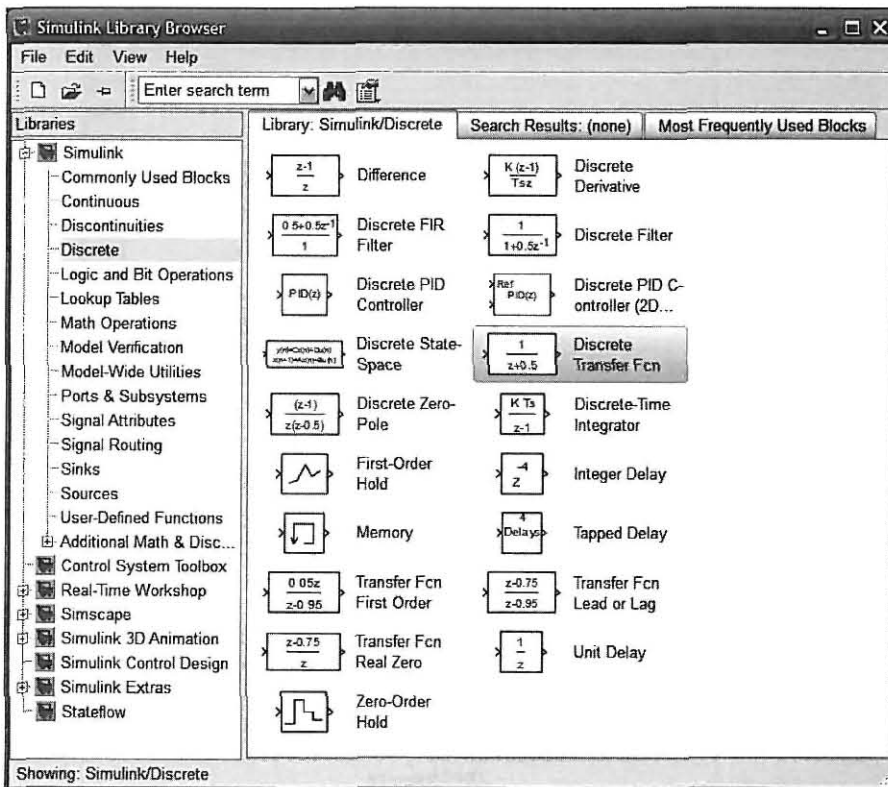 Simulink Library Browser
File Edit View Help
Enter search term
Libraries
Simulink
Commonly Used Blocks
Continuous
Discontinuities
Discrete
Logic and Bit Operations
Lookup Tables
Math Operations
Model Verification
Model-Wide Utilities
Ports & Subsystems
Signal Attributes
Signal Routing
Sinks
Sources
User-Defined Functions
Additional Math & Disc...
Control System Toolbox
Real-Time Workshop
Simscape
Simulink 3D Animation
Simulink Control Design
Simulink Extras
Stateflow
Library: Simulink/Discrete Search Results: (none) Most Frequently Used Blocks
z-1
z
Difference
K (z-1)
Tsz
Discrete
Derivative
0 5+0.5z-1
1
Discrete FIR
Filter
1
1+0.5z-1
Discrete Filter
PID(z)
Discrete PID
Controller
Ref
PID(z)
Discrete PID C-
ontroller (2D...
Discrete State-
Space
1
z+0.5
Discrete
Transfer Fcn
(z-1)
z(z-0.5)
Discrete Zero-
Pole
K Ts
z-1
Discrete-Time
Integrator
First-Order
Hold
-4
Z
Integer Delay
Memory
4
Delays
Tapped Delay
0 05z
z-0 95
Transfer Fcn
First Order
z-0.75
z-0.95
Transfer Fcn
Lead or Lag
z-0.75
z
Transfer Fcn
Real Zero
1
z
Unit Delay
Zero-Order
Hold
Showing: Simulink/Discrete